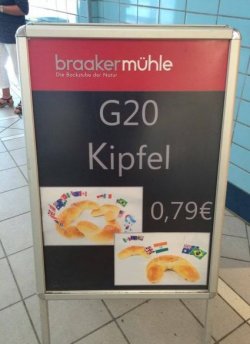 braakermühle
Die Backstube der Natur
G20
Kipfel
0,79€